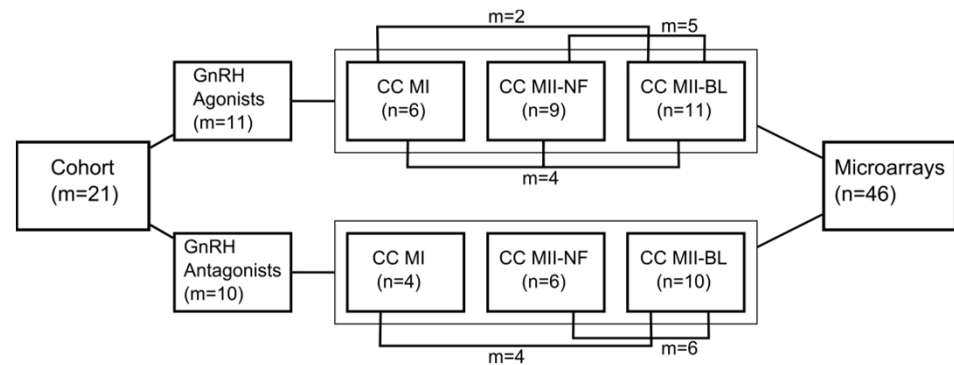 Cohort
(m=21)
GnRH
Agonists
(m=11)
m=2
m=5
CC MI
(n=6)
CC MII-NF
(n=9)
CC MII-BL
(n=11)
m=4
GnRH
Antagonists
(m=10)
CC MI
(n=4)
CC MII-NF
(n=6)
CC MII-BL
(n=10)
m=4
m=6
Microarrays
(n=46)